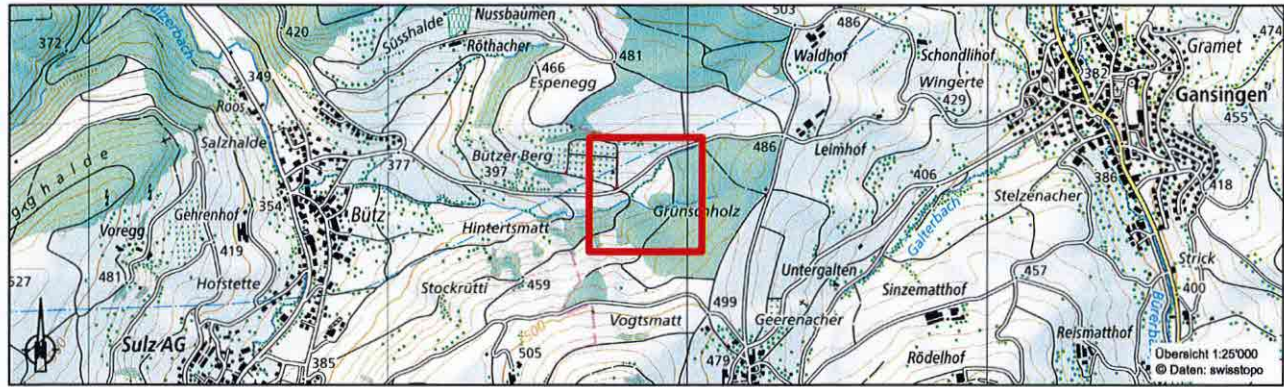 372
420
Süsshalde
Nussbaumen
Röthacher
503
486
Schondlihof
474
Gramet
349
466
481
Waldhof
382
Roos
Espenegg
Wingerte
429
Gansingen
455
Salzhalde
377
Bützer Berg
397
486
Leimhof
406
386
418
Stelzenacher
354
Bütz
Grünschholz
Galterbach
Gehrenhof
Hintertsmatt
Voregg
419
Untergalten
457
Strick
527
481
Hofstette
Stockrütti
459
499
Sinzematthof
400
Vogtsmatt
Geerenacher
500
Reismatthof
Sulz AG
385
505
479
Rödelhof
Übersicht 1:25'000
© Daten: swisstopo